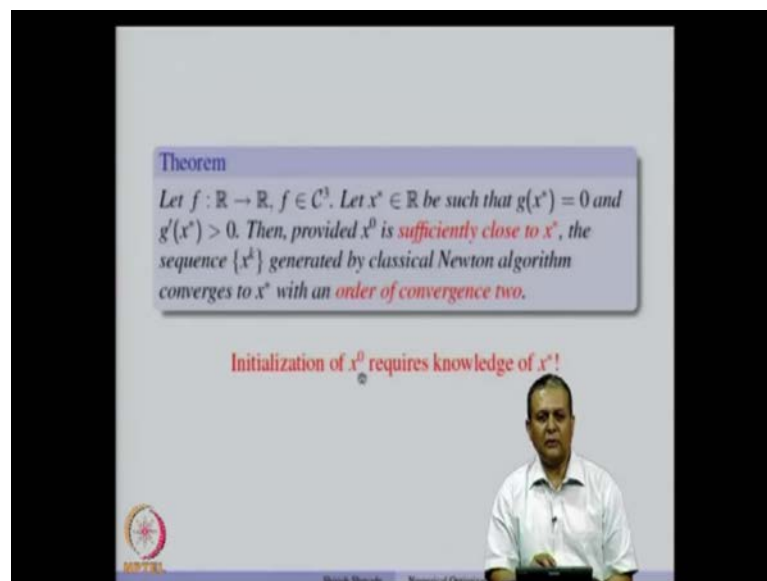 Theorem
Let f : ℝ → ℝ, f ∈ C³. Let x* ∈ ℝ be such that g(x*) = 0 and
g′(x*) > 0. Then, provided x⁰ is sufficiently close to x*, the
sequence {xᵏ} generated by classical Newton algorithm
converges to x* with an order of convergence two.
Initialization of x⁰ requires knowledge of x*!
NPTEL